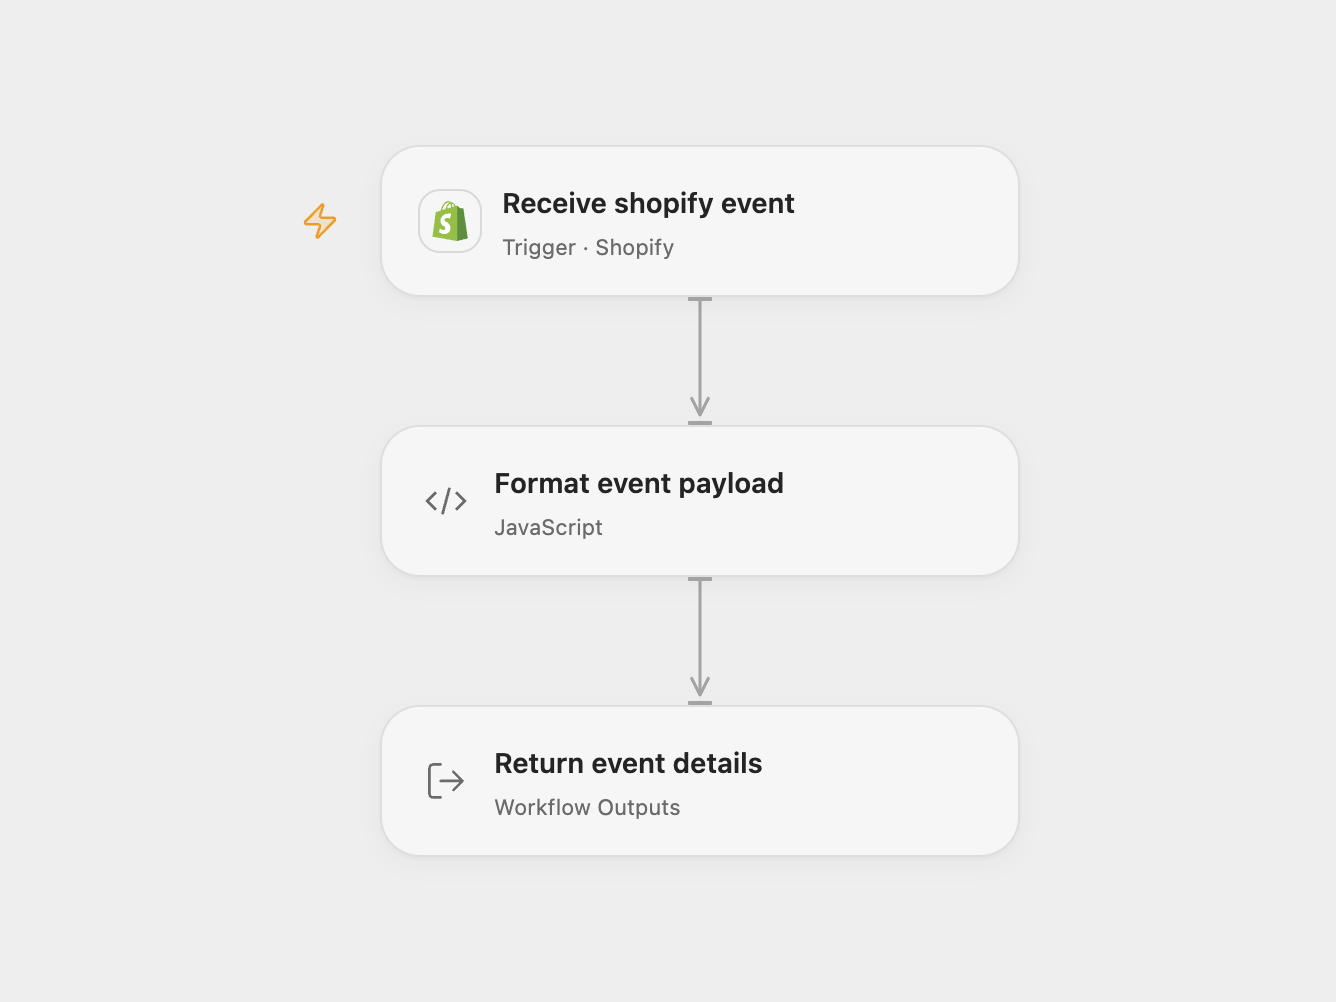 Receive shopify event
Trigger · Shopify
Format event payload
JavaScript
Return event details
Workflow Outputs